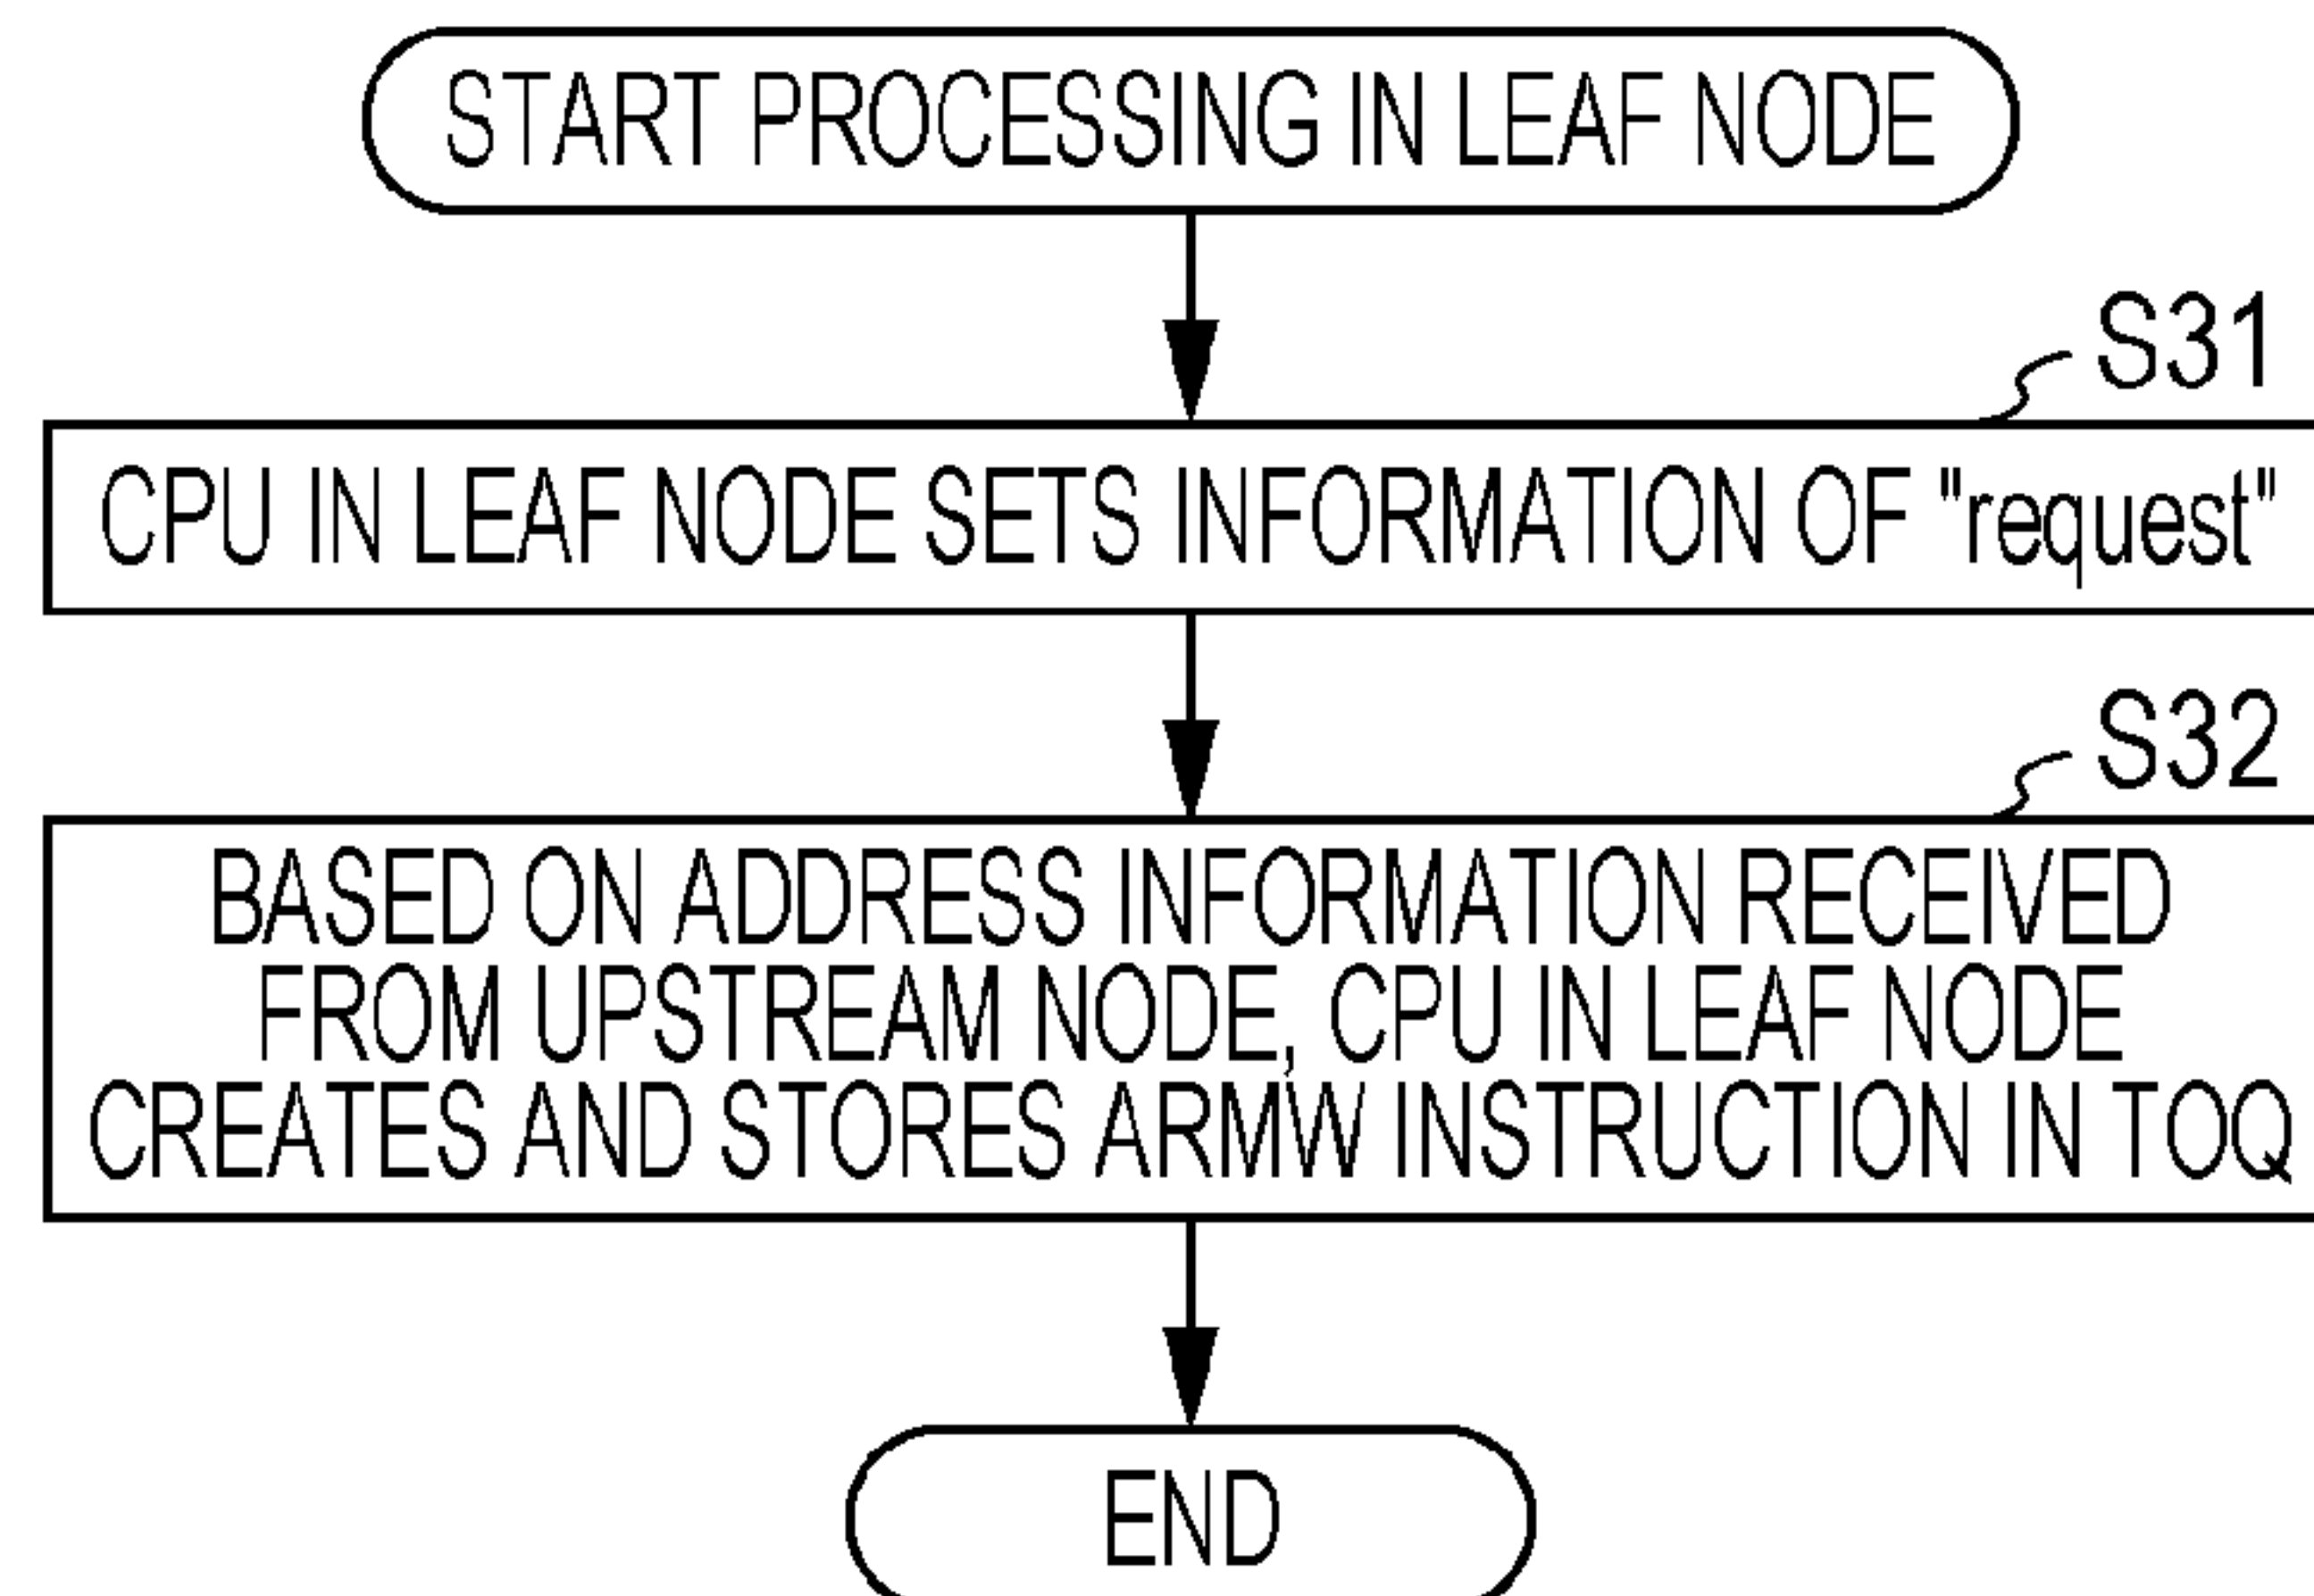 START PROCESSING IN LEAF NODE
S31
CPU IN LEAF NODE SETS INFORMATION OF "request"
S32
BASED ON ADDRESS INFORMATION RECEIVED
FROM UPSTREAM NODE, CPU IN LEAF NODE
CREATES AND STORES ARMW INSTRUCTION IN TOQ
END